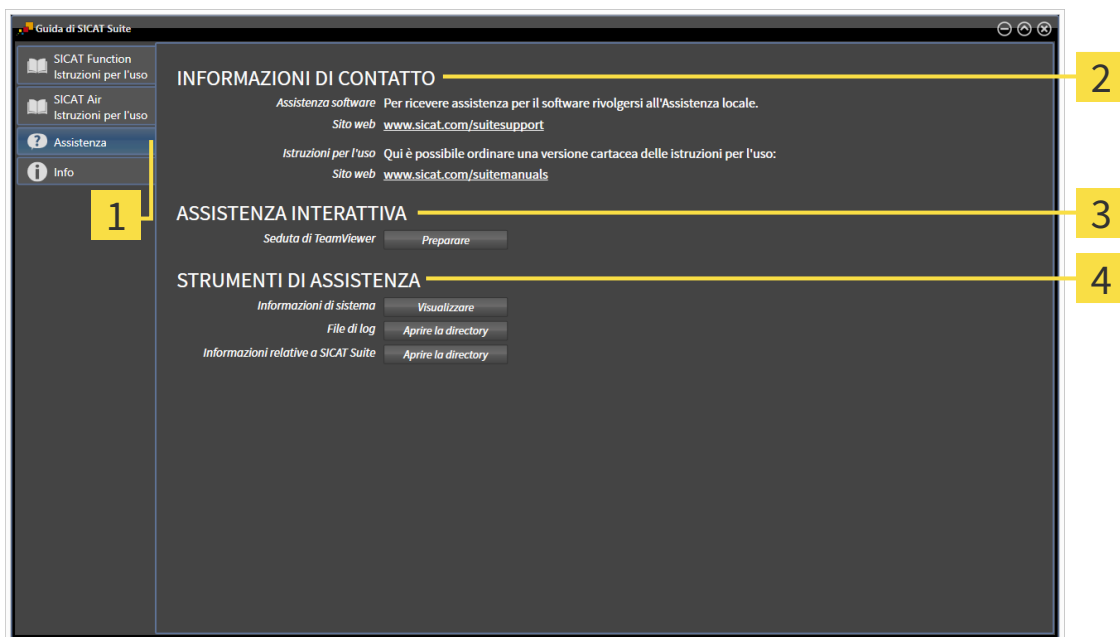 Guida di SICAT Suite
SICAT Function
Istruzioni per l'uso
SICAT Air
Istruzioni per l'uso
Assistenza
Info
1
INFORMAZIONI DI CONTATTO
2
Assistenza software Per ricevere assistenza per il software rivolgersi all'Assistenza locale.
Sito web www.sicat.com/suitesupport
Istruzioni per l'uso Qui è possibile ordinare una versione cartacea delle istruzioni per l'uso:
Sito web www.sicat.com/suitemanuals
ASSISTENZA INTERATTIVA
3
Seduta di TeamViewer Preparare
STRUMENTI DI ASSISTENZA
4
Informazioni di sistema Visualizzare
File di log Aprire la directory
Informazioni relative a SICAT Suite Aprire la directory